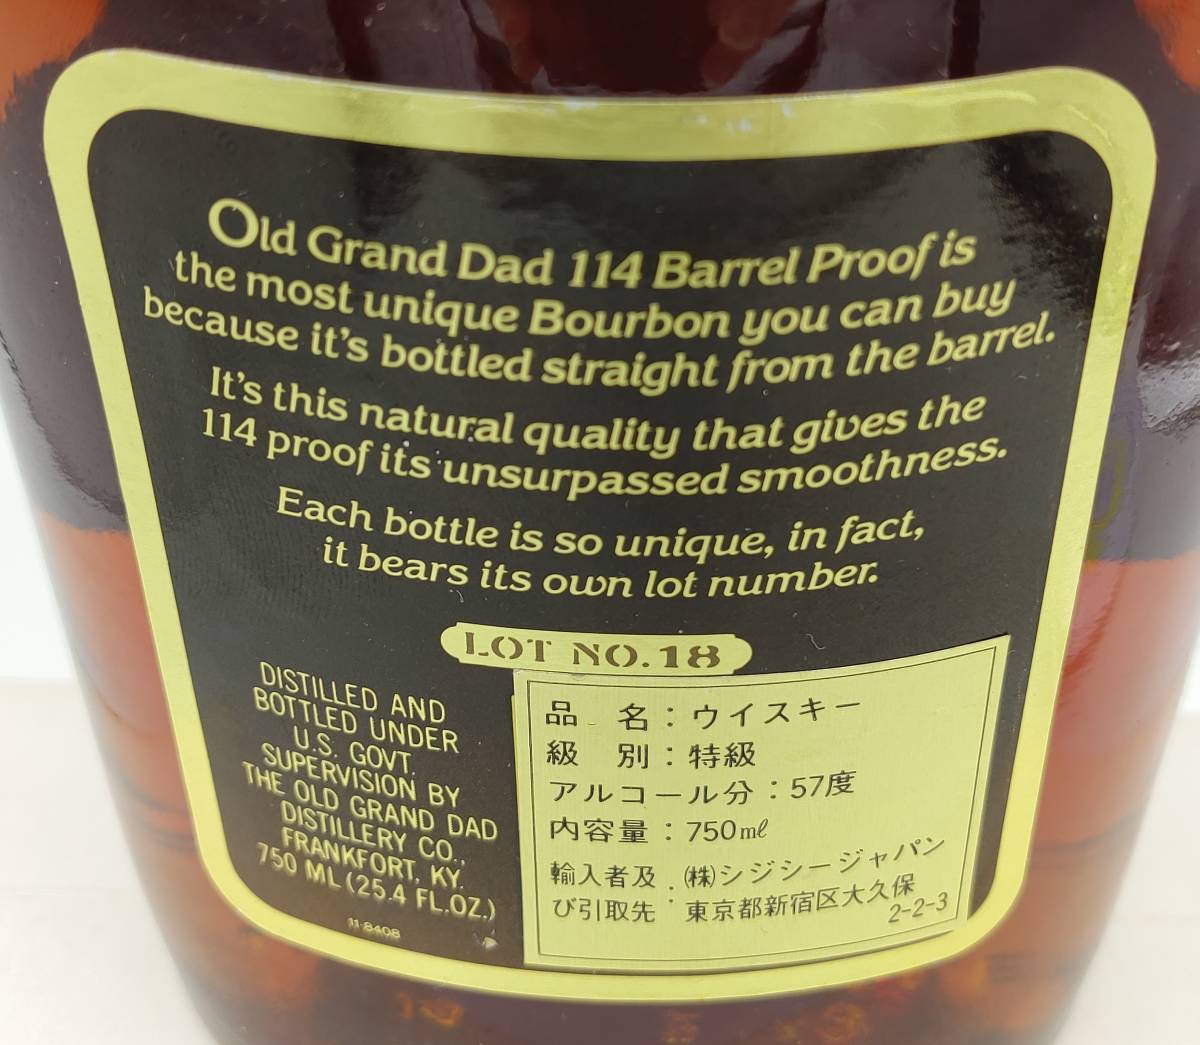 Old Grand Dad 114 Barrel Proof is
the most unique Bourbon you can buy
because it's bottled straight from the barrel.
It's this natural quality that gives the
114 proof its unsurpassed smoothness.
Each bottle is so unique, in fact,
it bears its own lot number.
LOT NO.18
DISTILLED AND
BOTTLED UNDER
U.S. GOVT.
SUPERVISION BY
THE OLD GRAND DAD
DISTILLERY CO.,
FRANKFORT, KY.
750 ML (25.4 FL.OZ.)
11-8408
品 名：ウイスキー
級 別：特級
アルコール分：57度
内容量：750㎖
輸入者及び引取先：㈱シジシージャパン
東京都新宿区大久保
2-2-3